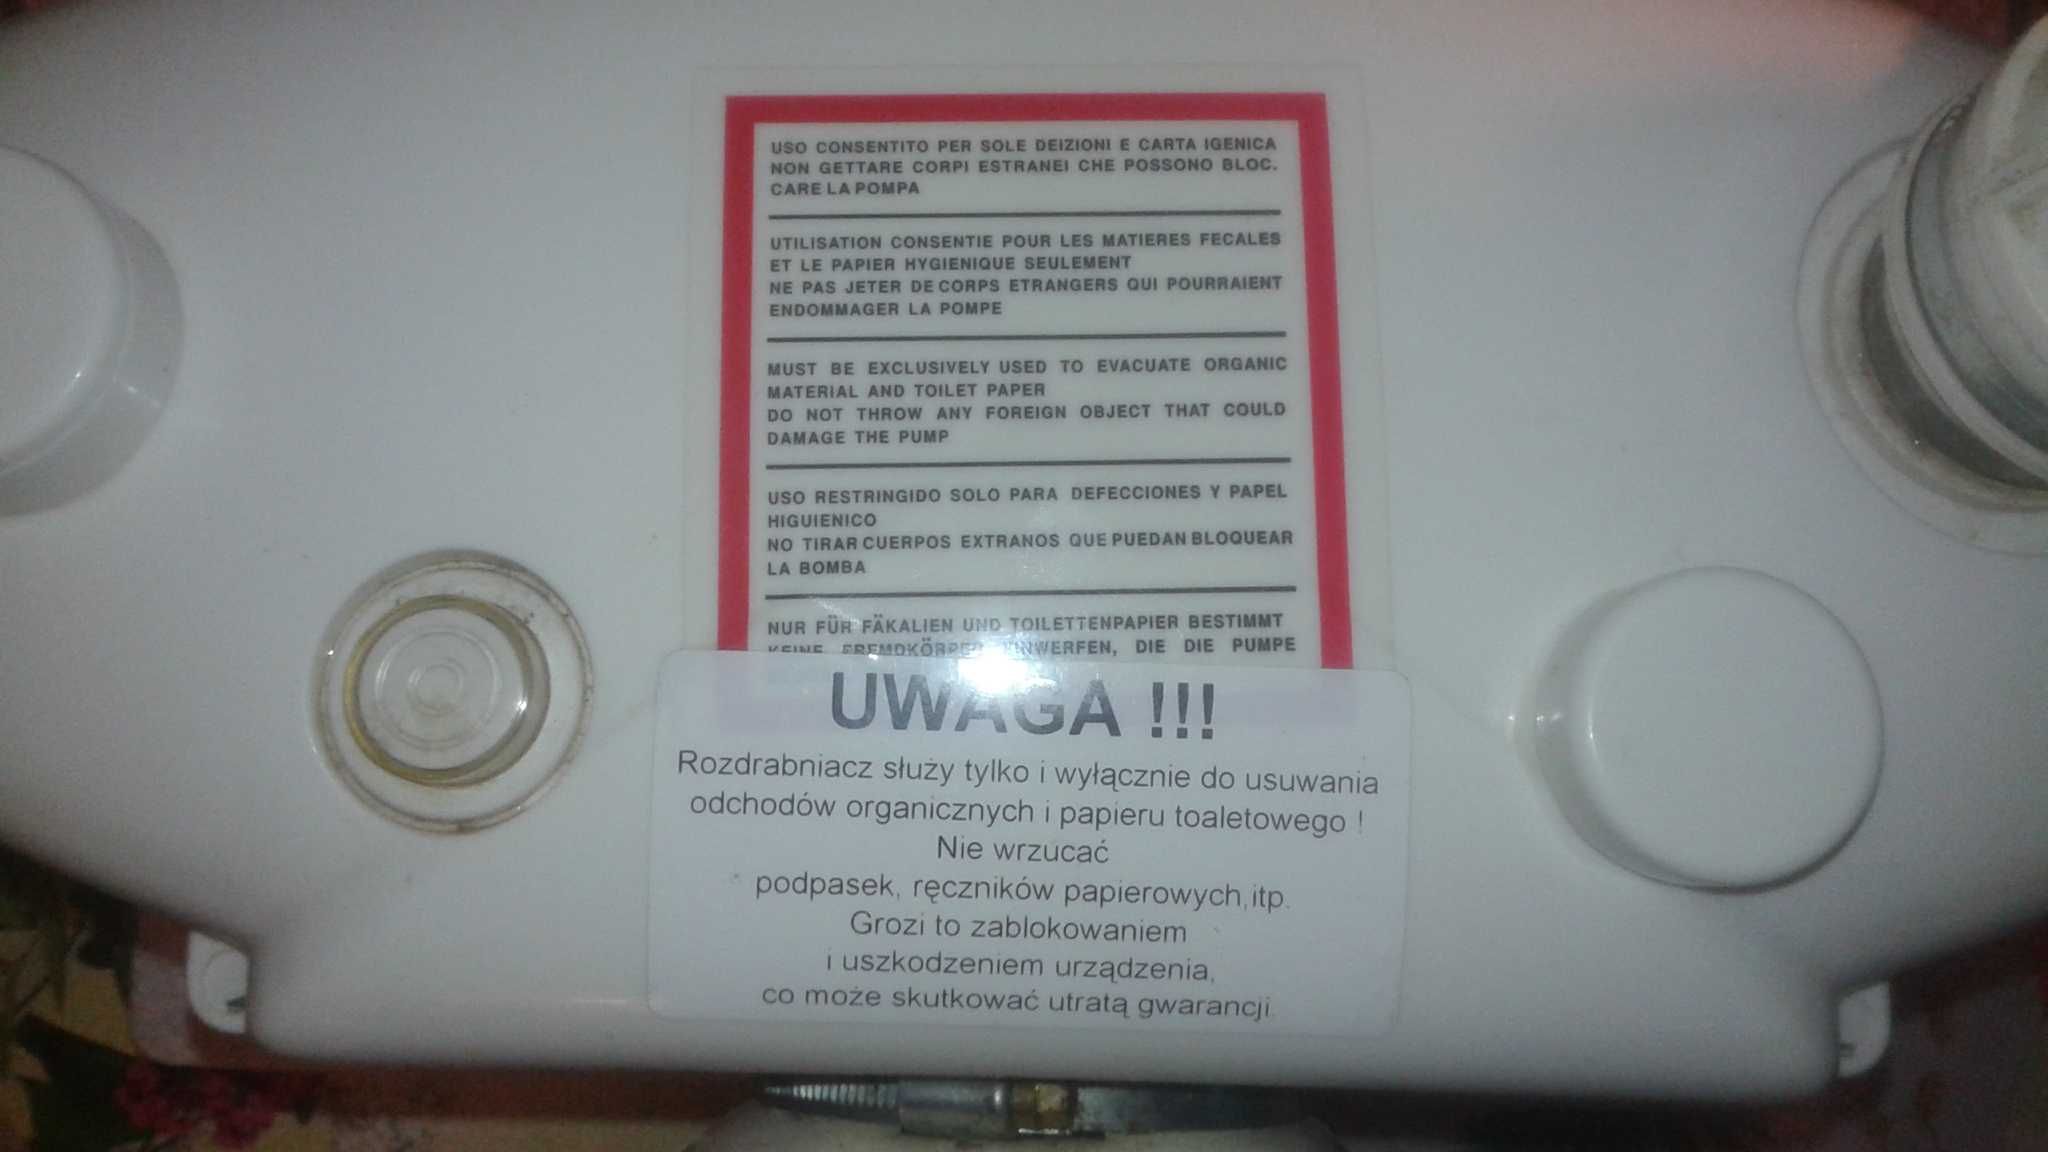 USO CONSENTITO PER SOLE DEIZIONI E CARTA IGENICA
NON GETTARE CORPI ESTRANEI CHE POSSONO BLOC.
CARE LA POMPA
UTILISATION CONSENTIE POUR LES MATIERES FECALES
ET LE PAPIER HYGIENIQUE SEULEMENT
NE PAS JETER DE CORPS ETRANGERS QUI POURRAIENT
ENDOMMAGER LA POMPE
MUST BE EXCLUSIVELY USED TO EVACUATE ORGANIC
MATERIAL AND TOILET PAPER
DO NOT THROW ANY FOREIGN OBJECT THAT COULD
DAMAGE THE PUMP
USO RESTRINGIDO SOLO PARA DEFECCIONES Y PAPEL
HIGUIENICO
NO TIRAR CUERPOS EXTRANOS QUE PUEDAN BLOQUEAR
LA BOMBA
NUR FÜR FÄKALIEN UND TOILETTENPAPIER BESTIMMT
KEINE DIE DIE PUMPE
UWAGA !!!
Rozdrabniacz służy tylko i wyłącznie do usuwania
odchodów organicznych i papieru toaletowego !
Nie wrzucać
podpasek, ręczników papierowych,itp.
Grozi to zablokowaniem
i uszkodzeniem urządzenia,
co może skutkować utratą gwarancji.